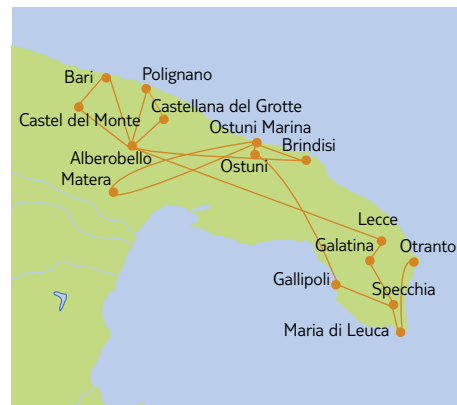 Bari
Polignano
Castel del Monte
Castellana del Grotte
Ostuni Marina
Alberobello
Brindisi
Ostuni
Matera
Lecce
Galatina
Otranto
Gallipoli
Specchia
Maria di Leuca